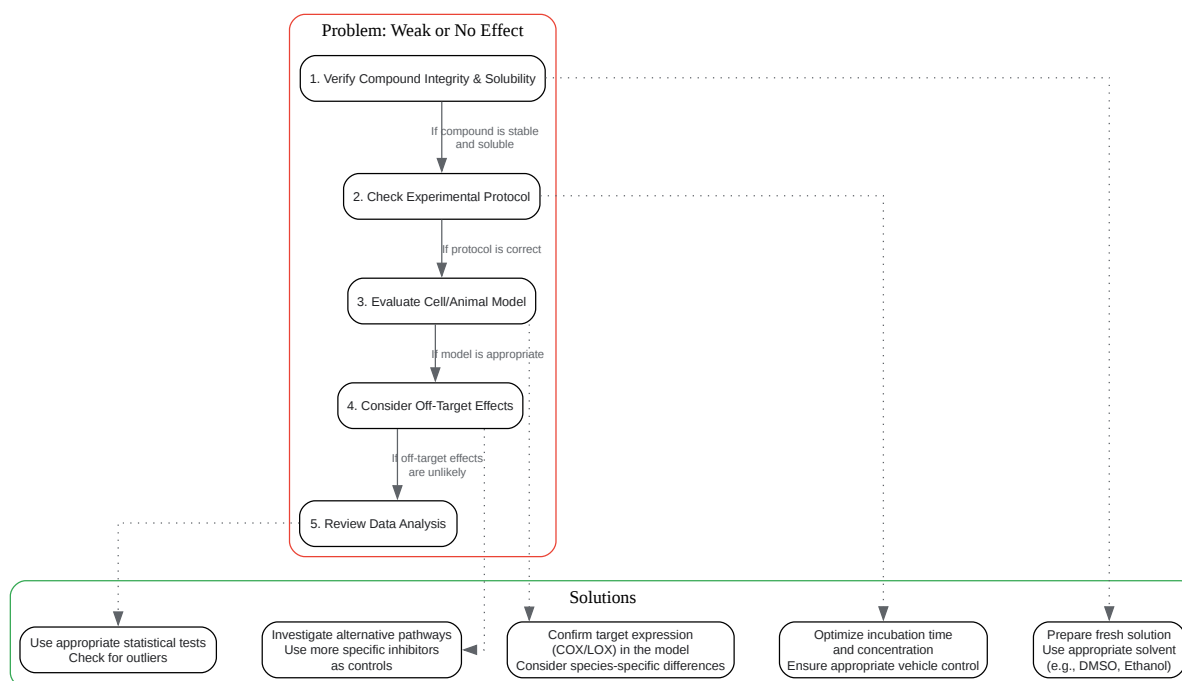 Problem: Weak or No Effect
1. Verify Compound Integrity & Solubility
If compound is stable
and soluble
2. Check Experimental Protocol
If protocol is correct
3. Evaluate Cell/Animal Model
If model is appropriate
4. Consider Off-Target Effects
If off-target effects
are unlikely
5. Review Data Analysis
Solutions
Use appropriate statistical tests
Check for outliers
Investigate alternative pathways
Use more specific inhibitors
as controls
Confirm target expression
(COX/LOX) in the model
Consider species-specific differences
Optimize incubation time
and concentration
Ensure appropriate vehicle control
Prepare fresh solution
Use appropriate solvent
(e.g., DMSO, Ethanol)